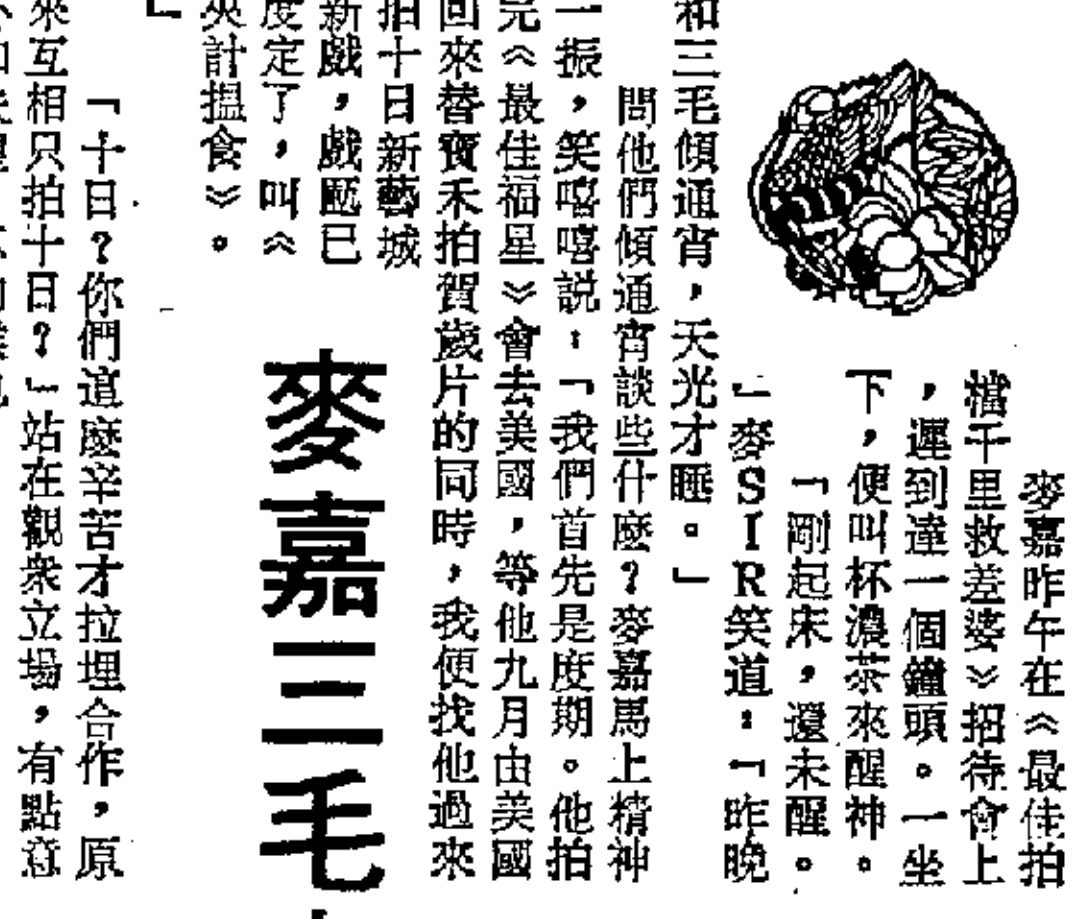 麥嘉昨午在《最佳拍
檔千里救差婆》招待會上
,遲到達一個鐘頭。一坐
下,便叫杯濃茶來醒神。
「剛起床,還未醒。
」麥SIR笑道:「昨晚
和三毛傾通宵,天光才睡。」
問他們傾通宵談些什麼?麥嘉馬上精神
一振,笑嘻嘻説:「我們首先是度期。他拍
完《最佳福星》會去美國,等他九月由美國
回來替寶禾拍賀歲片的同時,我便找他過來
拍十日新藝城
新戲,戲匭已
度定了,叫《
夾計揾食》。
」
麥嘉三毛
「十日?你們這麼辛苦才拉埋合作,原
來互相只拍十日?」站在觀衆立場,有點意